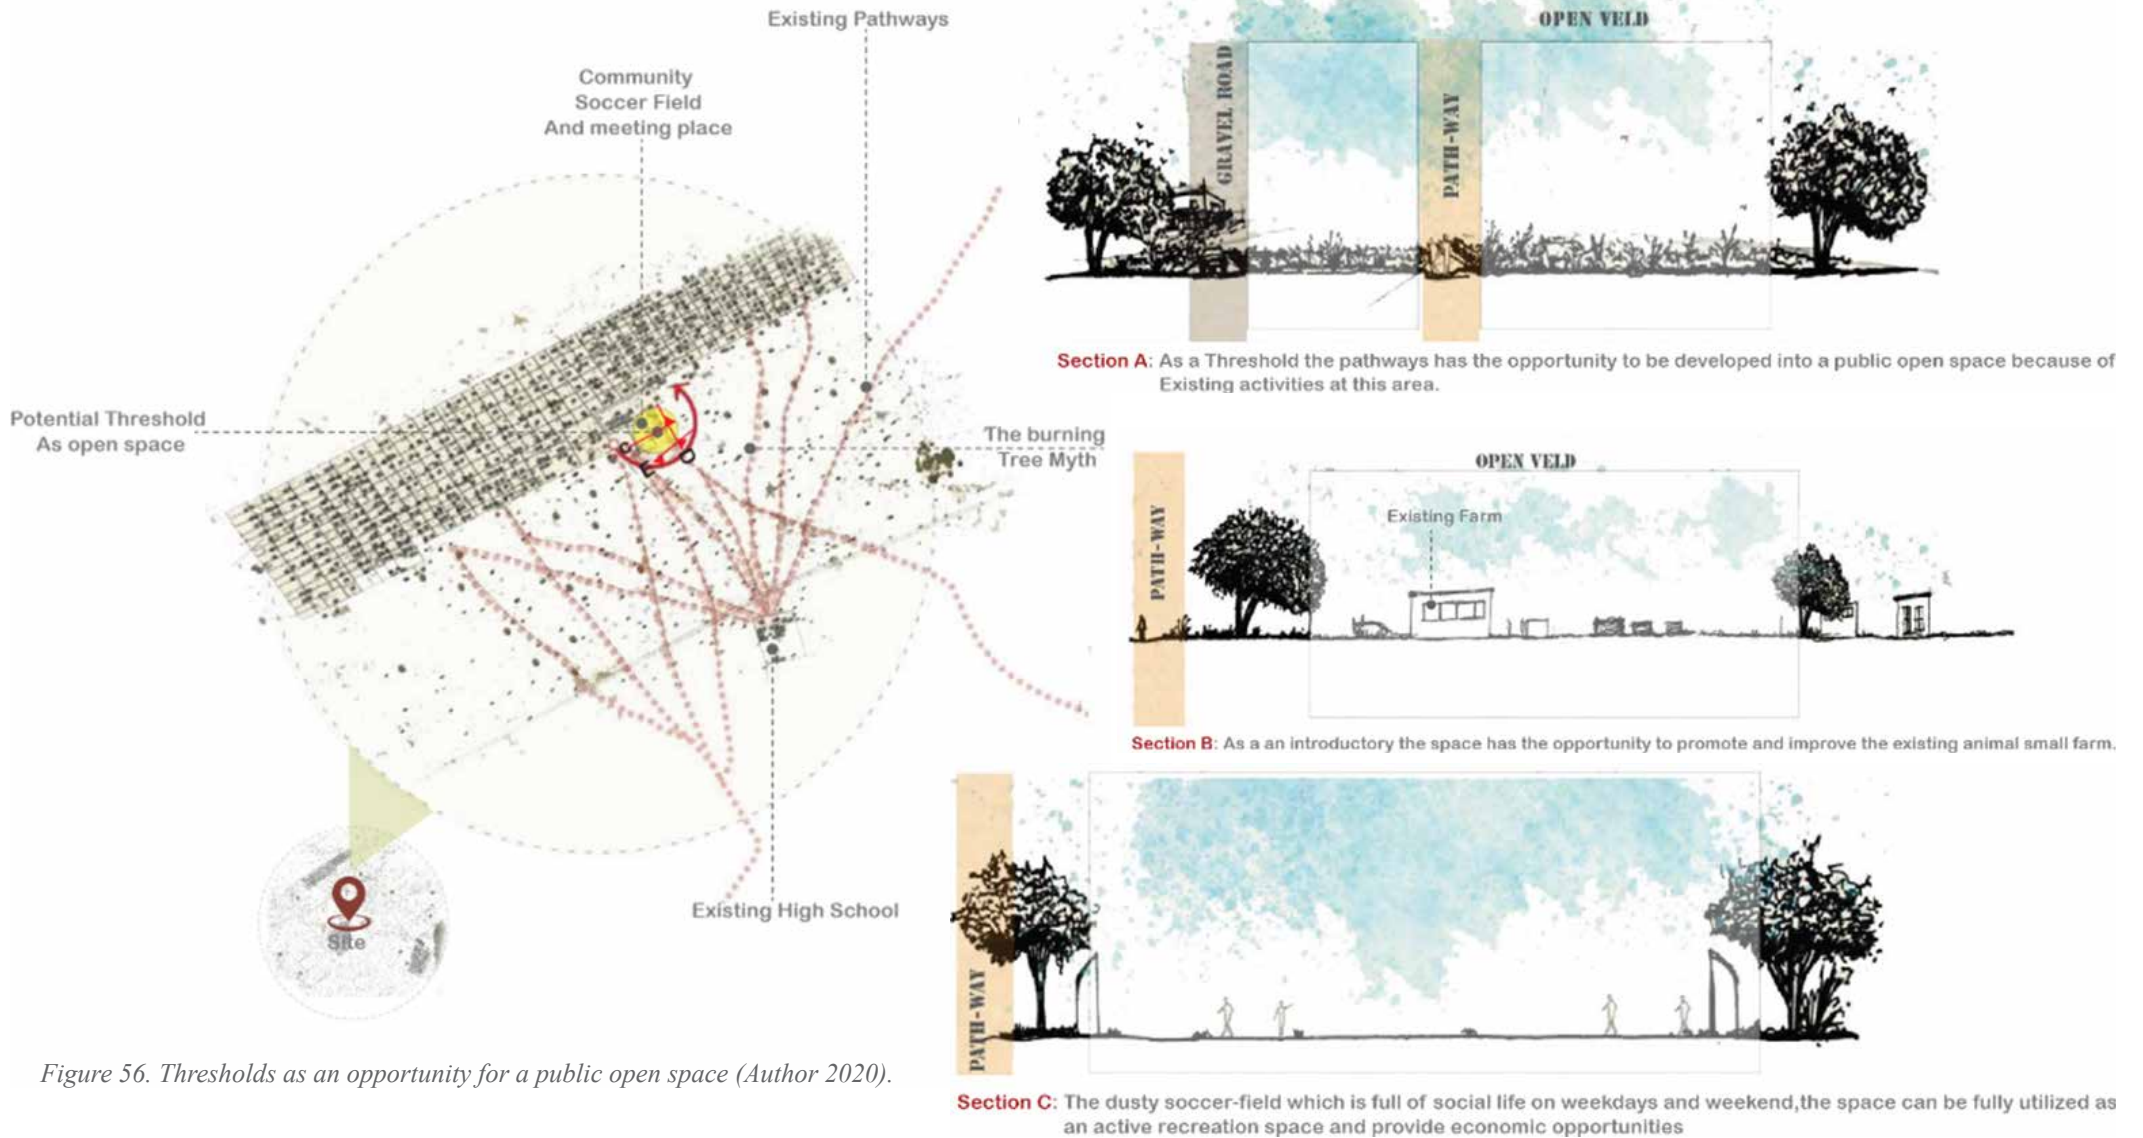 Existing Pathways
Community
Soccer Field
And meeting place
Potential Threshold
As open space
The burning
Tree Myth
Existing High School
Site
Figure 56. Thresholds as an opportunity for a public open space (Author 2020).
OPEN VELD
GRAVEL ROAD
PATH-WAY
Section A: As a Threshold the pathways has the opportunity to be developed into a public open space because of
Existing activities at this area.
OPEN VELD
PATH-WAY
Existing Farm
Section B: As a an introductory the space has the opportunity to promote and improve the existing animal small farm.
PATH-WAY
Section C: The dusty soccer-field which is full of social life on weekdays and weekend,the space can be fully utilized as
an active recreation space and provide economic opportunities